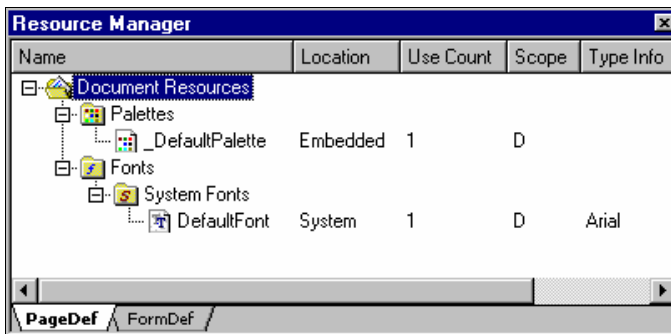 Resource Manager
Name Location Use Count Scope Type Info
Document Resources
Palettes
_DefaultPalette Embedded 1 D
Fonts
System Fonts
DefaultFont System 1 D Arial
PageDef FormDef